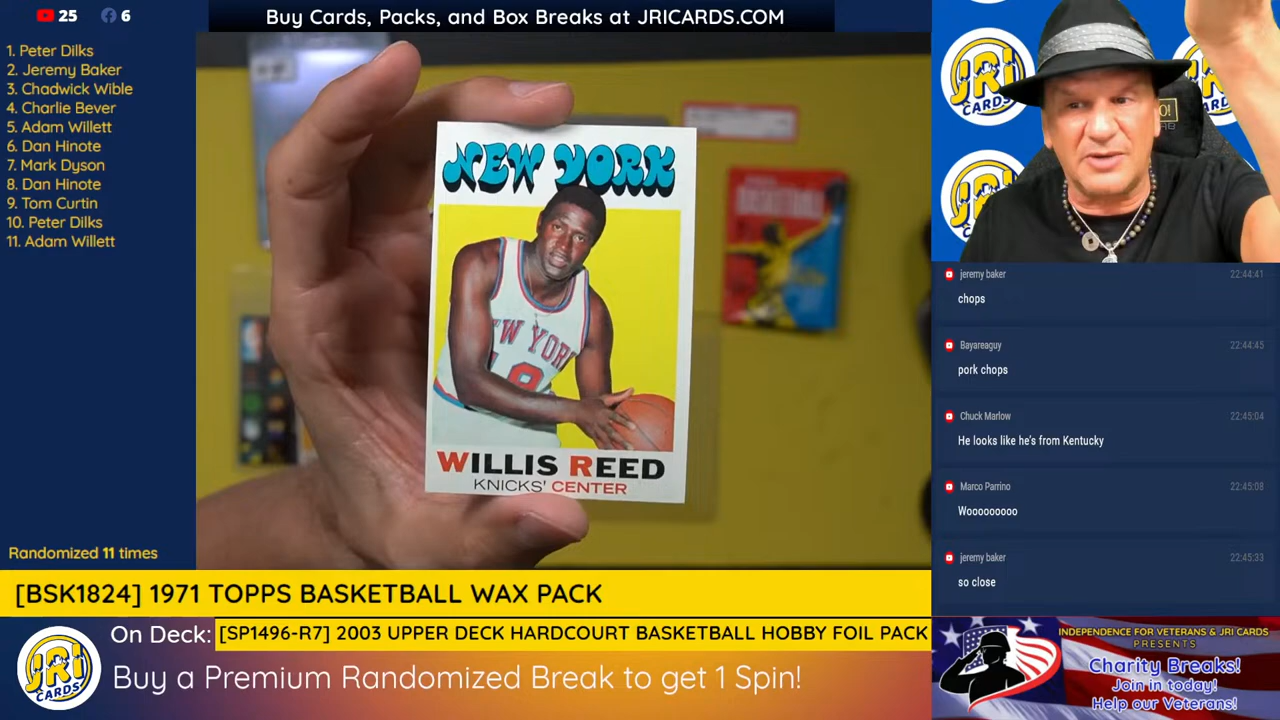 25
6
Buy Cards, Packs, and Box Breaks at JRICARDS.COM
1. Peter Dilks
2. Jeremy Baker
3. Chadwick Wible
4. Charlie Bever
5. Adam Willett
6. Dan Hinote
7. Mark Dyson
8. Dan Hinote
9. Tom Curtin
10. Peter Dilks
11. Adam Willett
Randomized 11 times
NEW YORK
NEW YORK
WILLIS REED
KNICKS' CENTER
JRI
CARDS
JRI
jeremy baker 22:44:41
chops
Bayareaguy 22:44:45
pork chops
Chuck Marlow 22:45:04
He looks like he's from Kentucky
Marco Parrino 22:45:08
Wooooooooo
jeremy baker 22:45:33
so close
[BSK1824] 1971 TOPPS BASKETBALL WAX PACK
JRI
CARDS
On Deck: [SP1496-R7] 2003 UPPER DECK HARDCOURT BASKETBALL HOBBY FOIL PACK
Buy a Premium Randomized Break to get 1 Spin!
INDEPENDENCE FOR VETERANS & JRI CARDS
PRESENTS
Charity Breaks!
Join in today!
Help our Veterans!